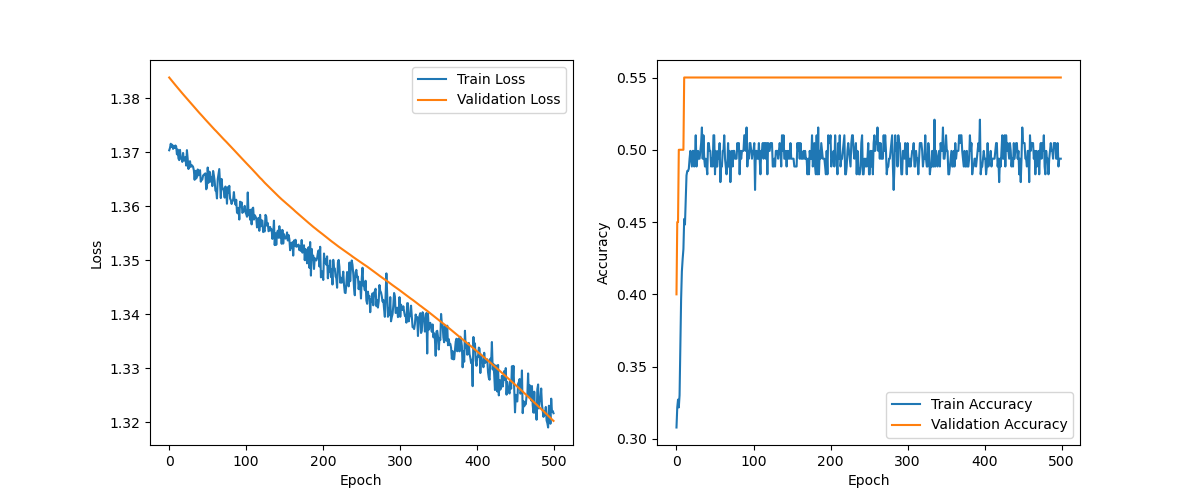 Train Loss
Validation Loss
1.38
1.37
1.36
1.35
1.34
1.33
1.32
Loss
0 100 200 300 400 500
Epoch
0.55
0.50
0.45
0.40
0.35
0.30
Accuracy
Train Accuracy
Validation Accuracy
0 100 200 300 400 500
Epoch